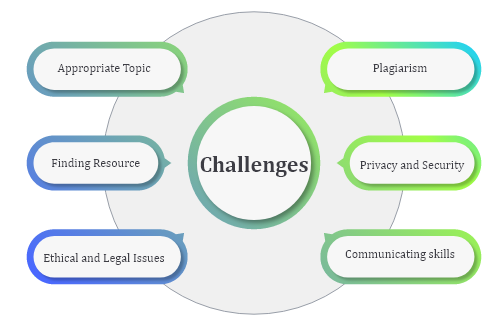 Appropriate Topic
Plagiarism
Finding Resource
Challenges
Privacy and Security
Ethical and Legal Issues
Communicating skills